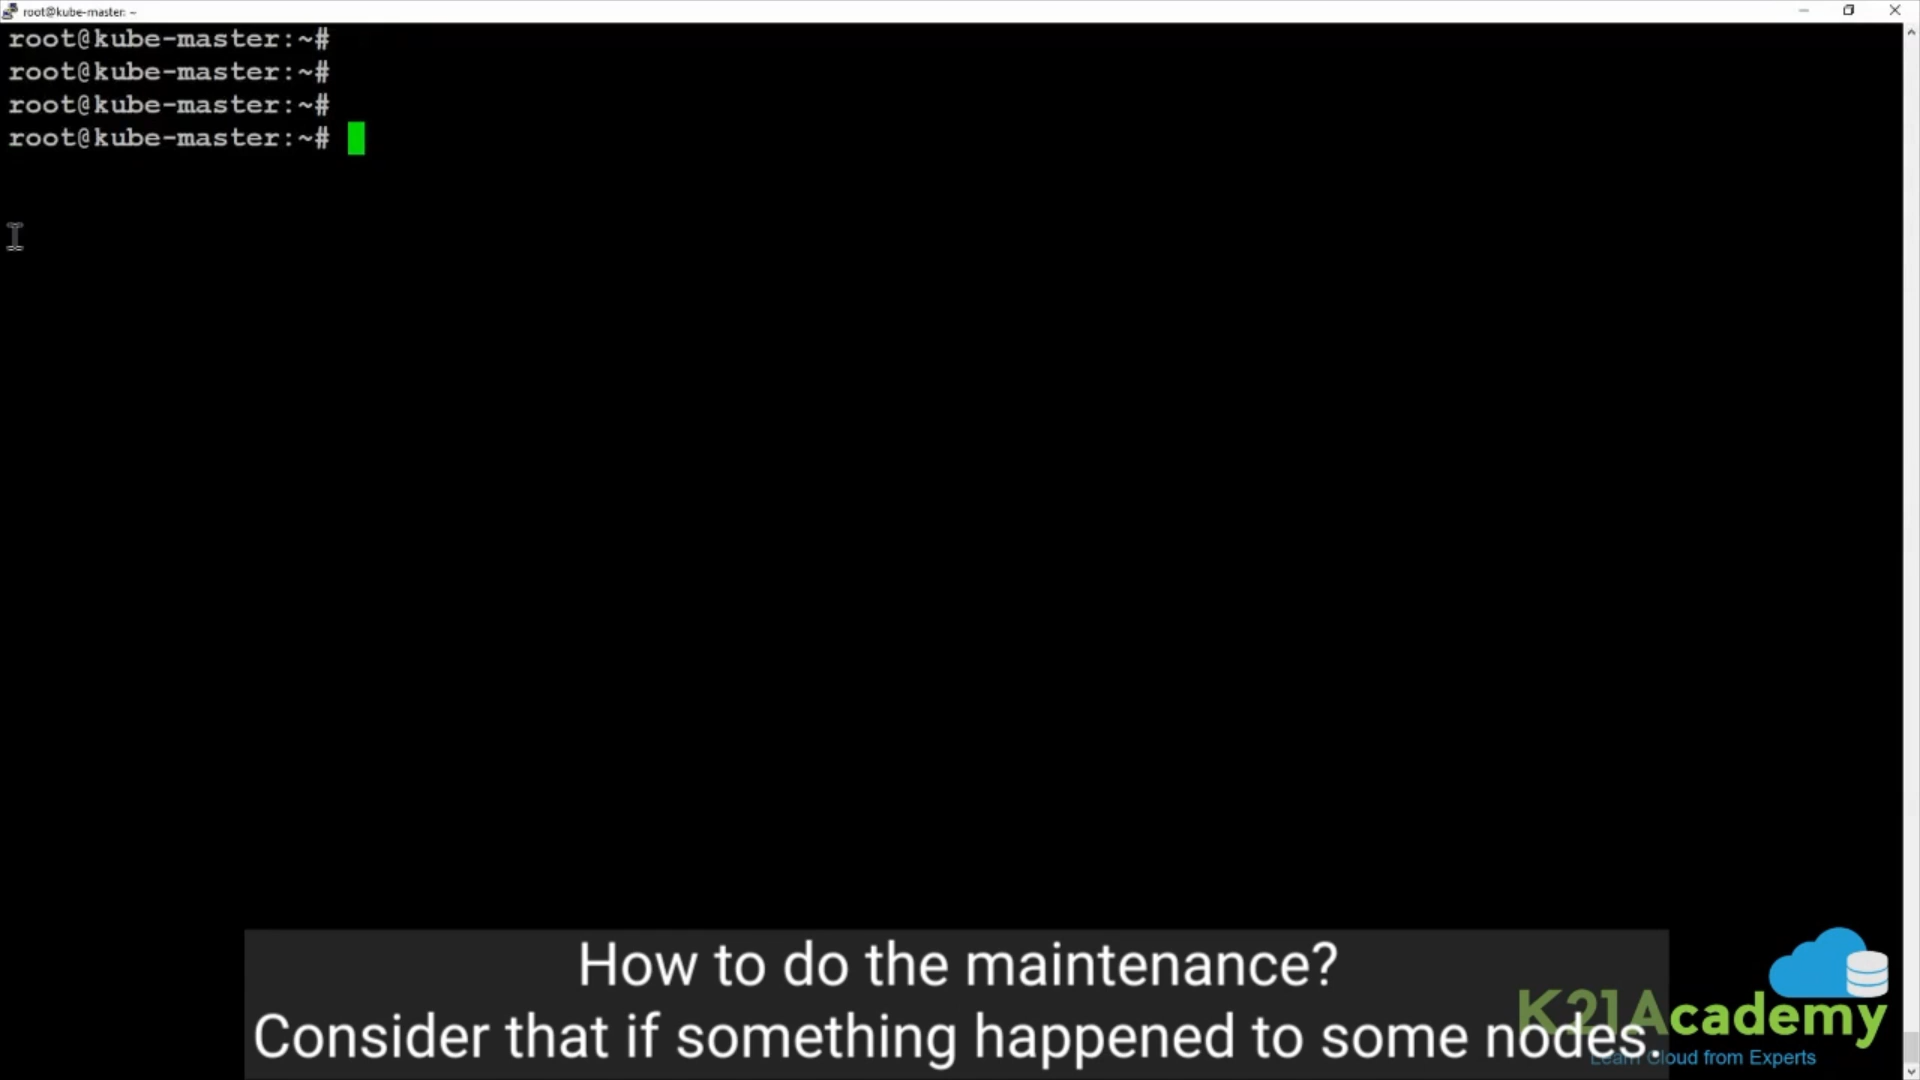 root@kube-master: ~
root@kube-master:~#
root@kube-master:~#
root@kube-master:~#
root@kube-master:~#
How to do the maintenance?
Consider that if something happened to some nodes.
K21Academy
Learn Cloud from Experts